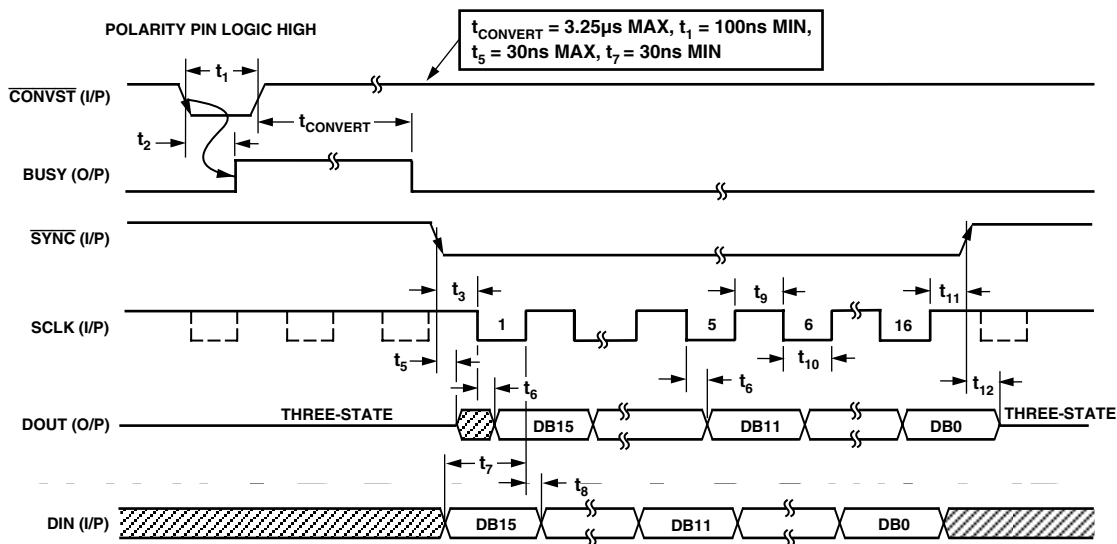 POLARITY PIN LOGIC HIGH
tCONVERT = 3.25µs MAX, t1 = 100ns MIN,
t5 = 30ns MAX, t7 = 30ns MIN
CONVST (I/P)
t1
tCONVERT
t2
BUSY (O/P)
SYNC (I/P)
t3
t9
t11
SCLK (I/P)
1
5
6
16
t5
t6
t6
t10
t12
DOUT (O/P)
THREE-STATE
DB15
DB11
DB0
THREE-STATE
t7
t8
DIN (I/P)
DB15
DB11
DB0